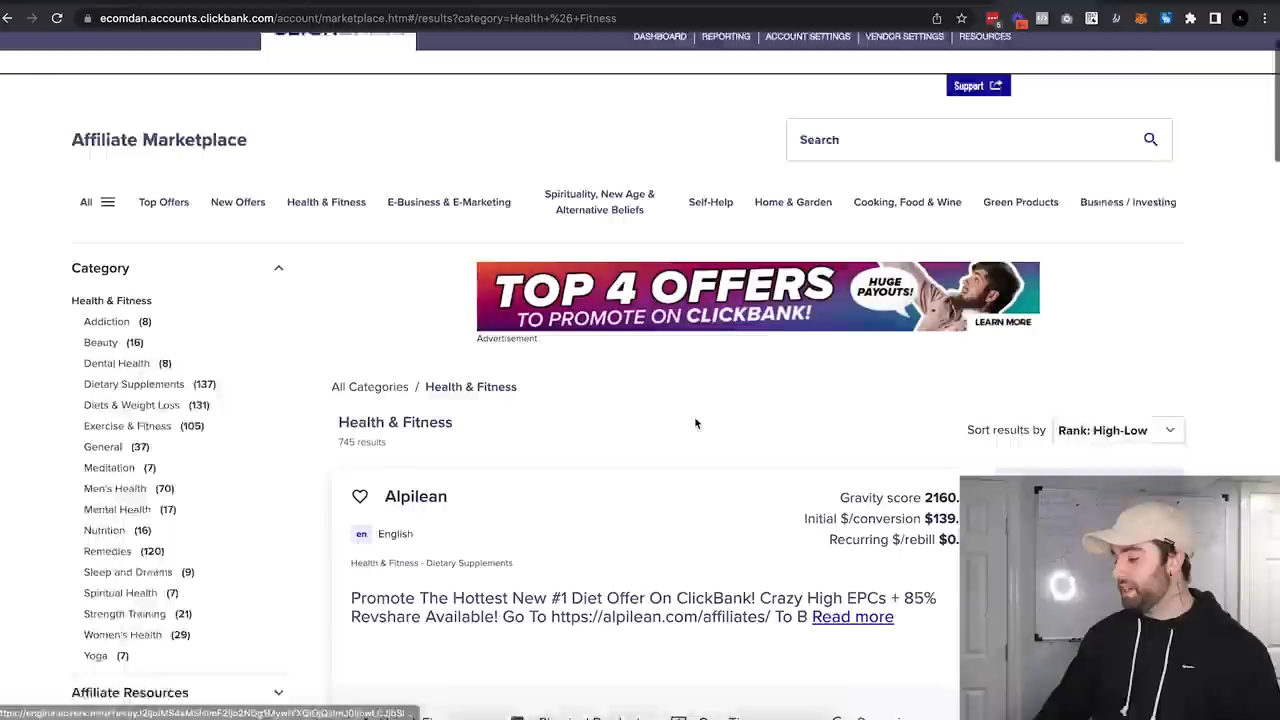 ecomdan.accounts.clickbank.com/account/marketplace.htm#/results?category=Health+%26+Fitness
DASHBOARD | REPORTING | ACCOUNT SETTINGS | VENDOR SETTINGS | RESOURCES
Support
Affiliate Marketplace
Search
All
Top Offers
New Offers
Health & Fitness
E-Business & E-Marketing
Spirituality, New Age &
Alternative Beliefs
Self-Help
Home & Garden
Cooking, Food & Wine
Green Products
Business / Investing
Category
Health & Fitness
Addiction (8)
Beauty (16)
Dental Health (8)
Dietary Supplements (137)
Diets & Weight Loss (131)
Exercise & Fitness (105)
General (37)
Meditation (7)
Men's Health (70)
Mental Health (17)
Nutrition (16)
Remedies (120)
Sleep and Dreams (9)
Spiritual Health (7)
Strength Training (21)
Women's Health (29)
Yoga (7)
Affiliate Resources
TOP 4 OFFERS
TO PROMOTE ON CLICKBANK!
HUGE
PAYOUTS!
LEARN MORE
Advertisement
All Categories / Health & Fitness
Health & Fitness
745 results
Sort results by Rank: High-Low
Alpilean
en English
Health & Fitness - Dietary Supplements
Gravity score 2160.
Initial $/conversion $139.
Recurring $/rebill $0.
Promote The Hottest New #1 Diet Offer On ClickBank! Crazy High EPCs + 85%
Revshare Available! Go To https://alpilean.com/affiliates/ To B Read more